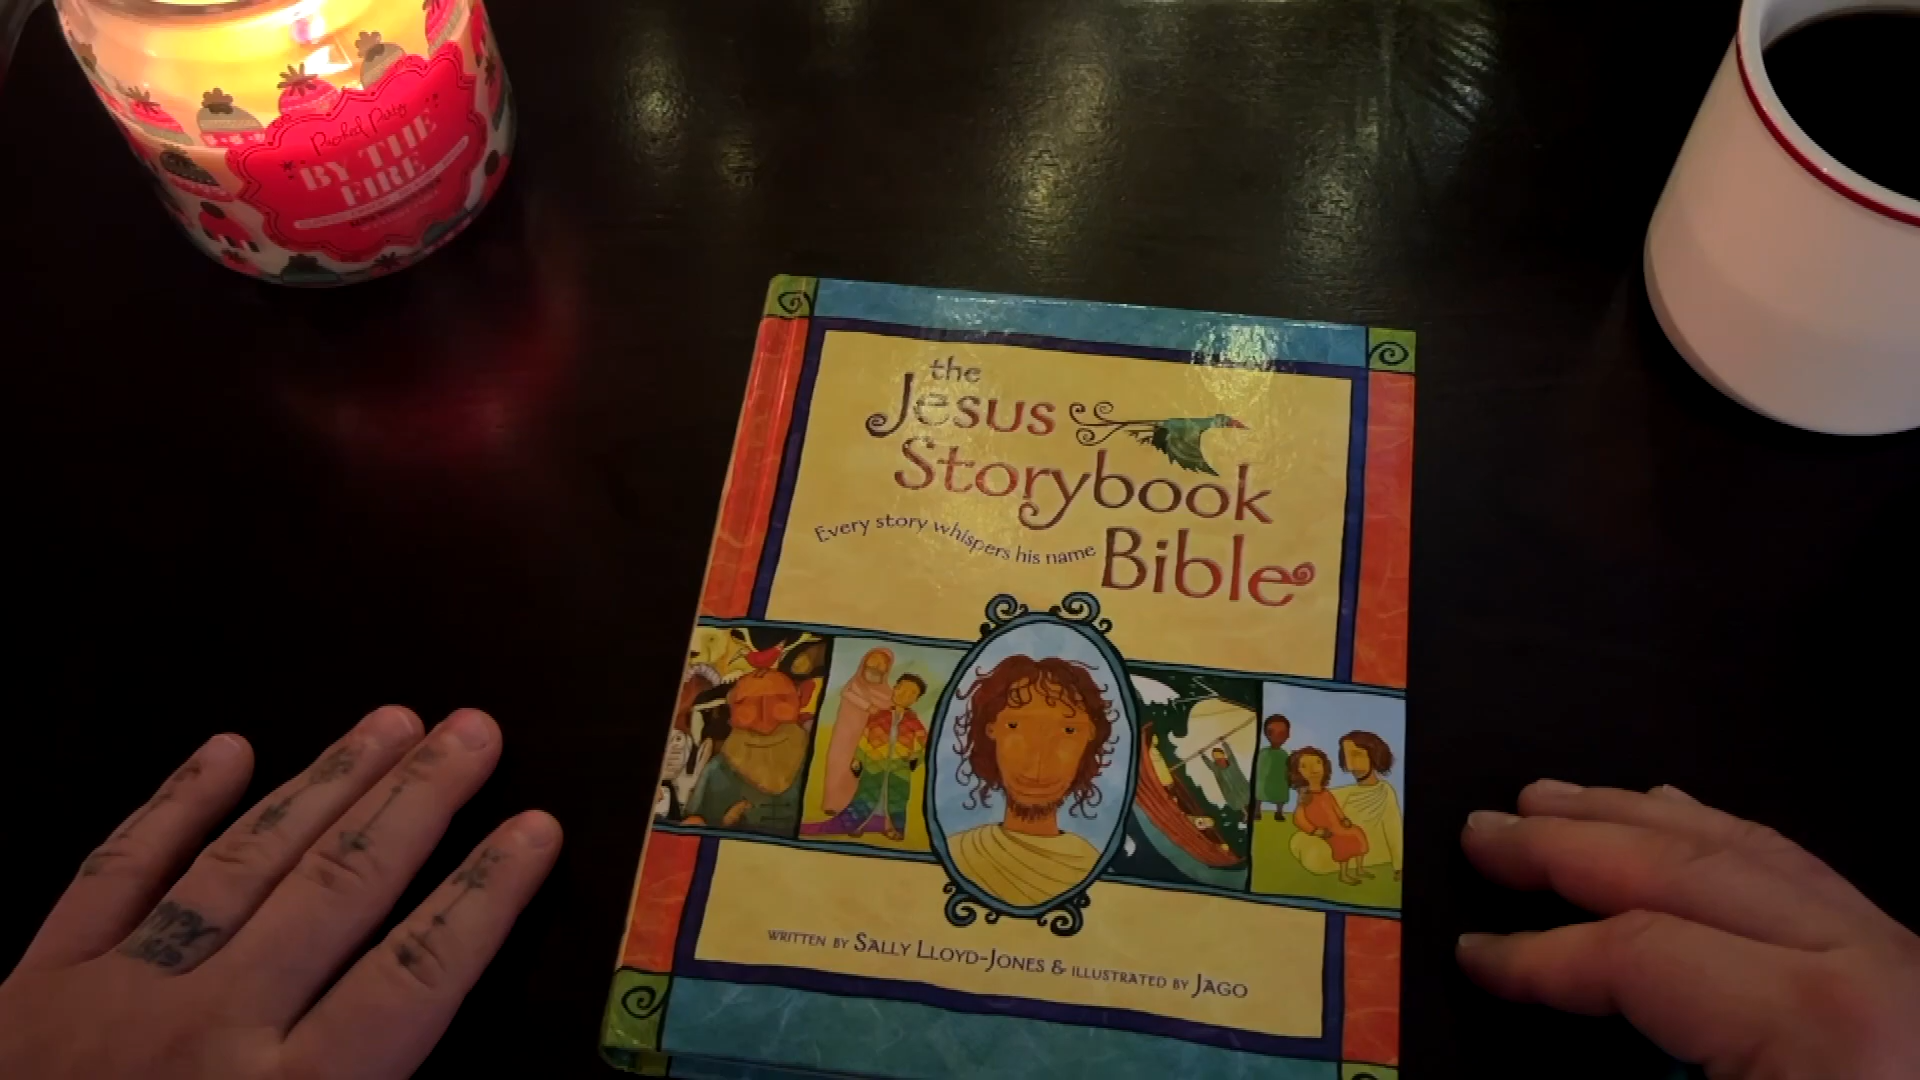 BY THE
FIRE
the
Jesus
Storybook
Every story whispers his name
Bible
WRITTEN BY SALLY LLOYD-JONES & ILLUSTRATED BY JAGO